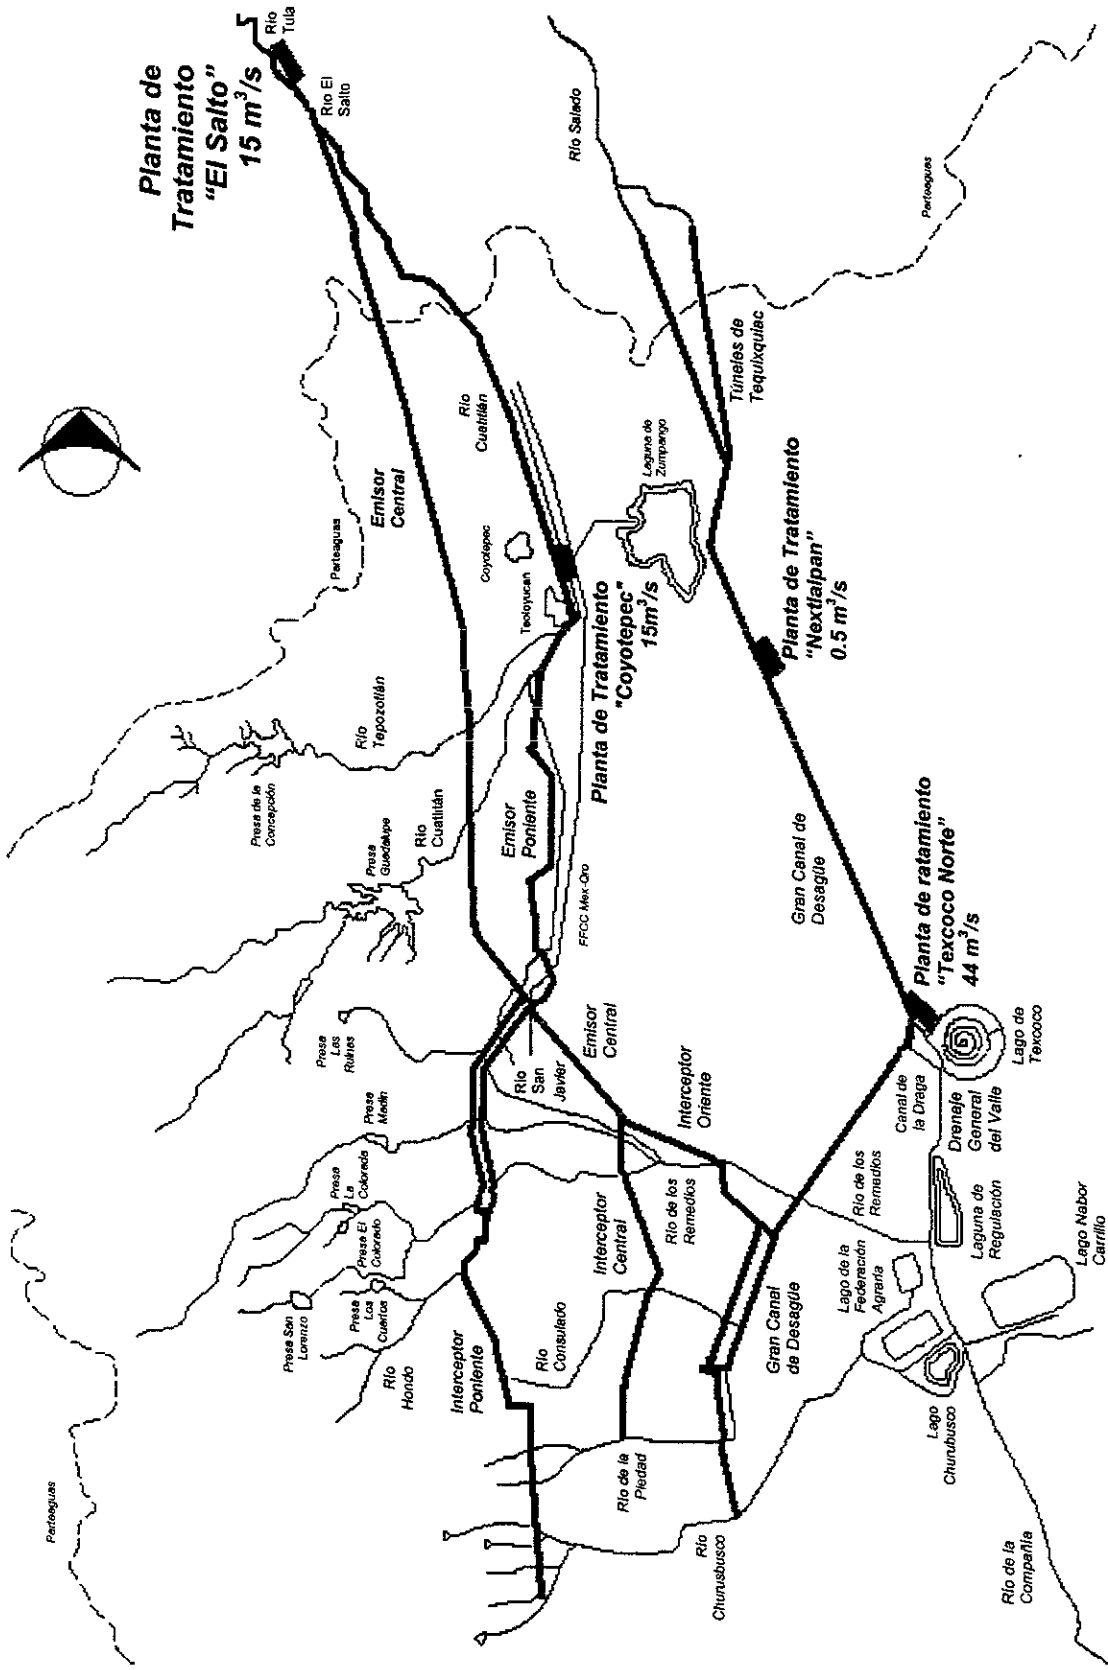 Río
Tula
Planta de
Tratamiento
"El Salto"
15 m³/s
Rio El
Salto
Río Salado
Parteaguas
Túneles de
Tequixquiac
Río
Cuatitlán
Emisor
Central
Parteaguas
Coyotepec
Laguna de
Zumpango
Teoloyucan
Planta de Tratamiento
"Coyotepec"
15m³/s
Planta de Tratamiento
"Nextlalpan"
0.5 m³/s
Río
Tepozotlán
Presa de la
Concepción
Presa
Guadalupe
Río
Cuatitlán
Emisor
Poniente
FFCC Mex-Qro
Gran Canal de
Desagüe
Planta de ratamiento
"Texcoco Norte"
44 m³/s
Presa
Las
Ruinas
Río
San
Javier
Emisor
Central
Lago de
Texcoco
Canal de
la Draga
Drenaje
General
del Valle
Interceptor
Oriente
Presa
Madin
Presa
La
Colorada
Presa El
Colorado
Interceptor
Central
Río de los
Remedios
Río de los
Remedios
Laguna de
Regulación
Lago Nabor
Carrillo
Lago de la
Federación
Agraria
Presa San
Lorenzo
Presa
Los
Cuartos
Río
Hondo
Interceptor
Poniente
Río
Consulado
Gran Canal
de Desagüe
Lago
Churubusco
Río de la
Piedad
Parteaguas
Río
Churusbusco
Río de la
Compañia